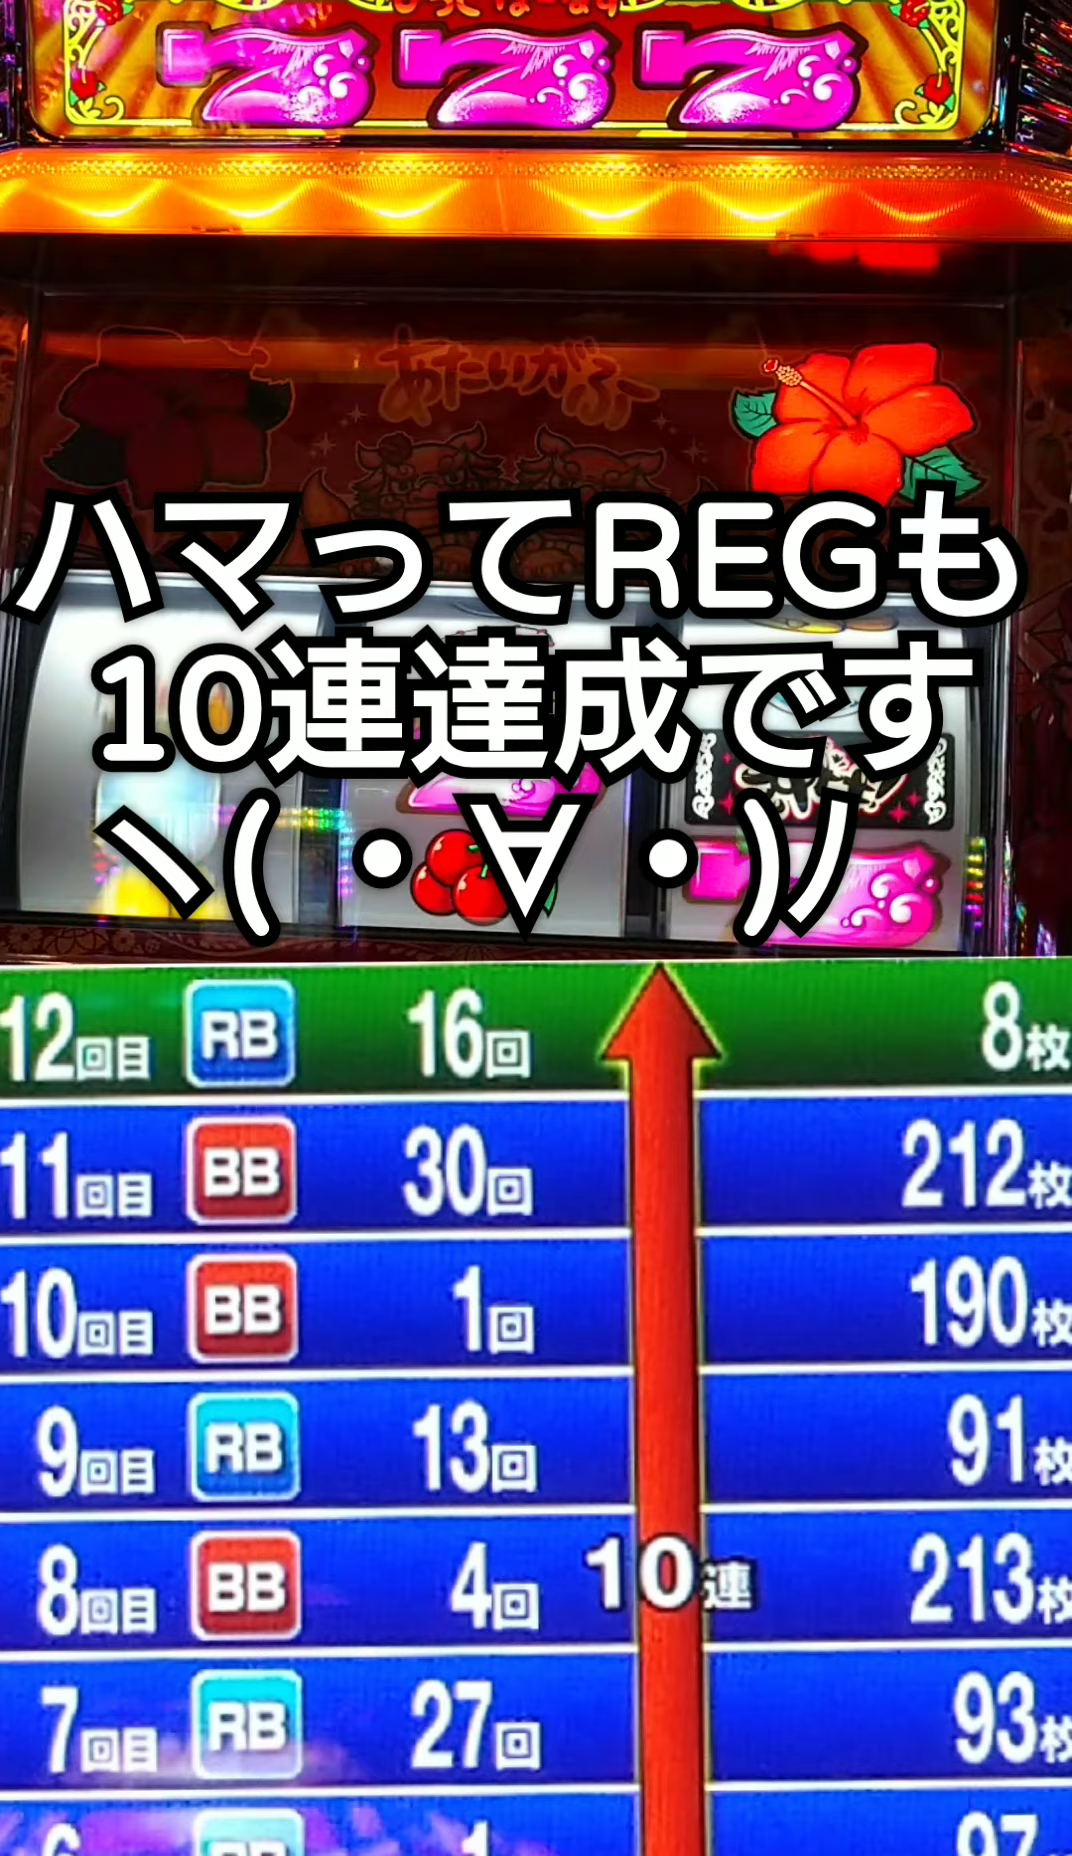 777
あたいがふー
ハマってREGも
10連達成です
ヽ(・∀・)ﾉ
12回目 RB 16回 8枚
11回目 BB 30回 212枚
10回目 BB 1回 190枚
9回目 RB 13回 91枚
8回目 BB 4回 10連 213枚
7回目 RB 27回 93枚